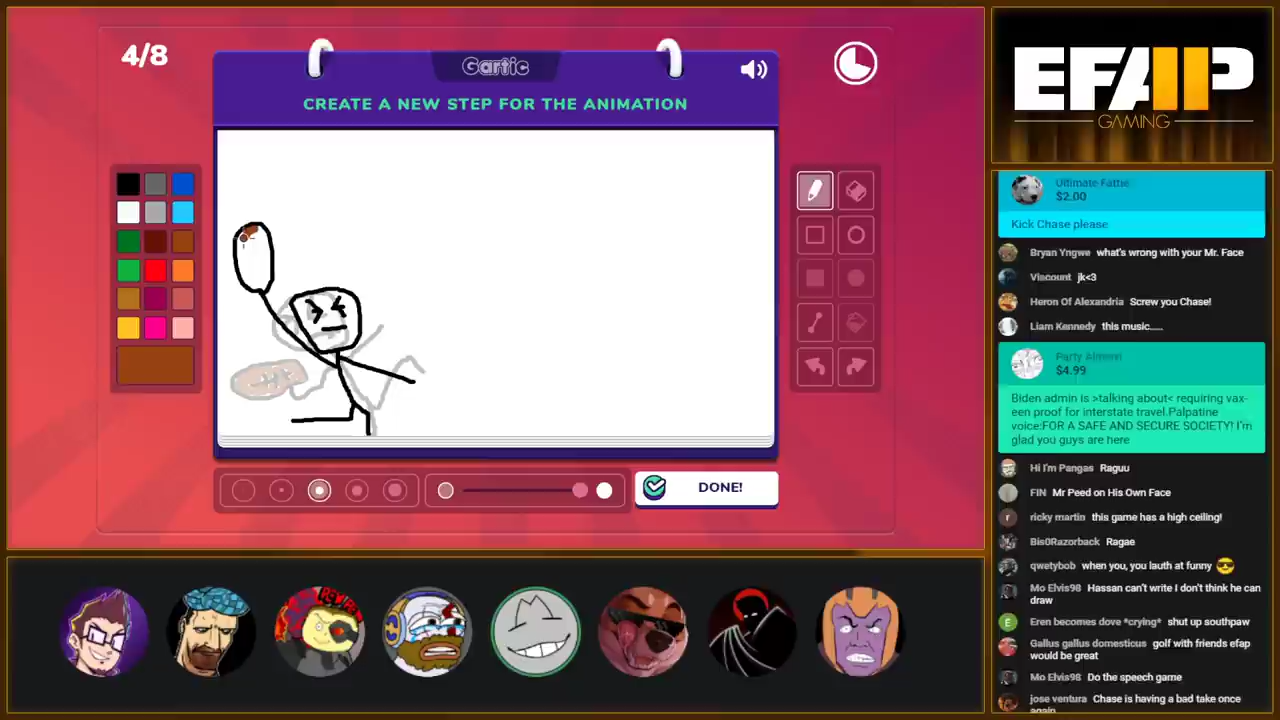 4/8
Gartic
CREATE A NEW STEP FOR THE ANIMATION
DONE!
EFAP
GAMING
Ultimate Fattie
$2.00
Kick Chase please
Bryan Yngwe what's wrong with your Mr. Face
Viscount jk<3
Heron Of Alexandria Screw you Chase!
Liam Kennedy this music.....
Party
$4.99
Biden admin is >talking about< requiring vax-
een proof for interstate travel.Palpatine
voice:FOR A SAFE AND SECURE SOCIETY! I'm
glad you guys are here
Hi I'm Pangas Raguu
FIN Mr Peed on His Own Face
ricky martin this game has a high ceiling!
Bis0Razorback Ragae
qwetybob when you, you lauth at funny
Mo Elvis98 Hassan can't write I don't think he can
draw
E
Eren becomes dove *crying* shut up southpaw
Gallus gallus domesticus golf with friends efap
would be great
Mo Elvis98 Do the speech game
jose ventura Chase is having a bad take once
again